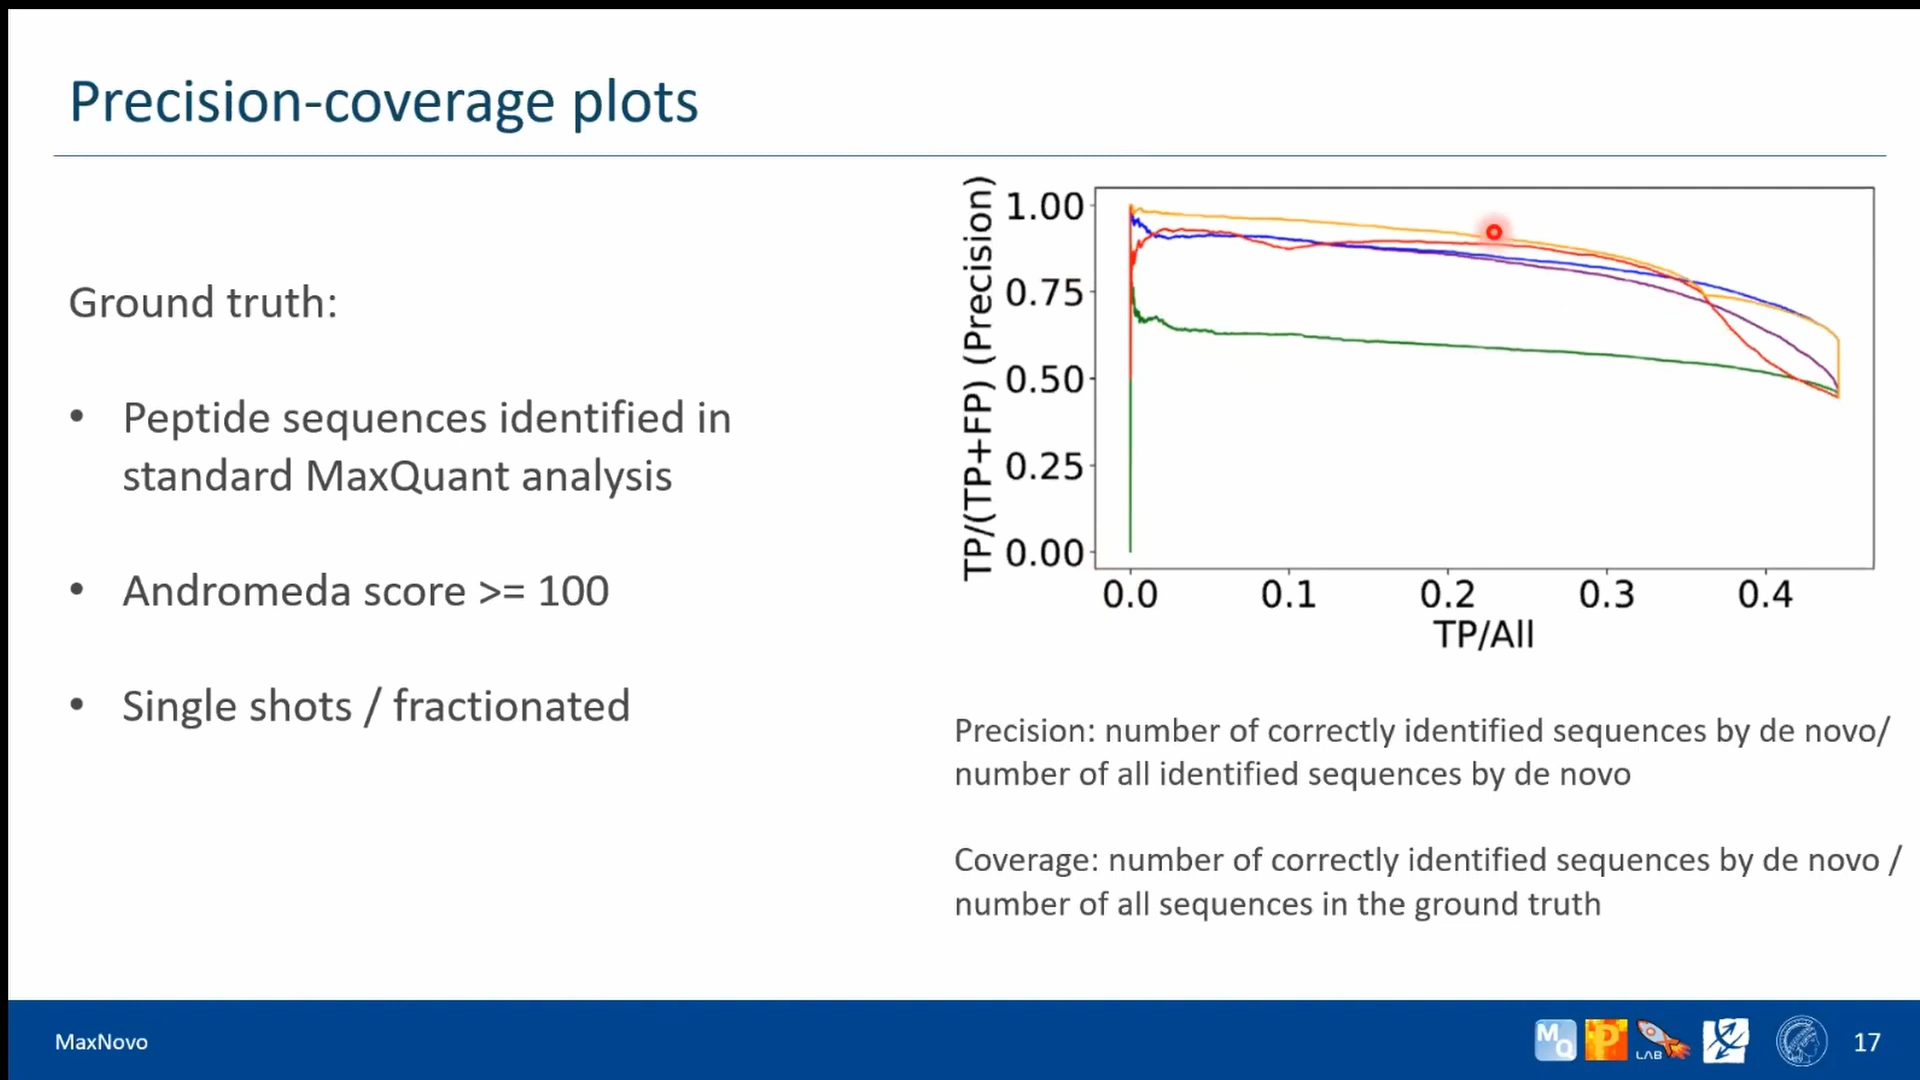 Precision-coverage plots
Ground truth:
• Peptide sequences identified in
standard MaxQuant analysis
• Andromeda score >= 100
• Single shots / fractionated
TP/(TP+FP) (Precision)
1.00
0.75
0.50
0.25
0.00
0.0 0.1 0.2 0.3 0.4
TP/All
Precision: number of correctly identified sequences by de novo/
number of all identified sequences by de novo
Coverage: number of correctly identified sequences by de novo /
number of all sequences in the ground truth
MaxNovo
MQ
P
LAB
17